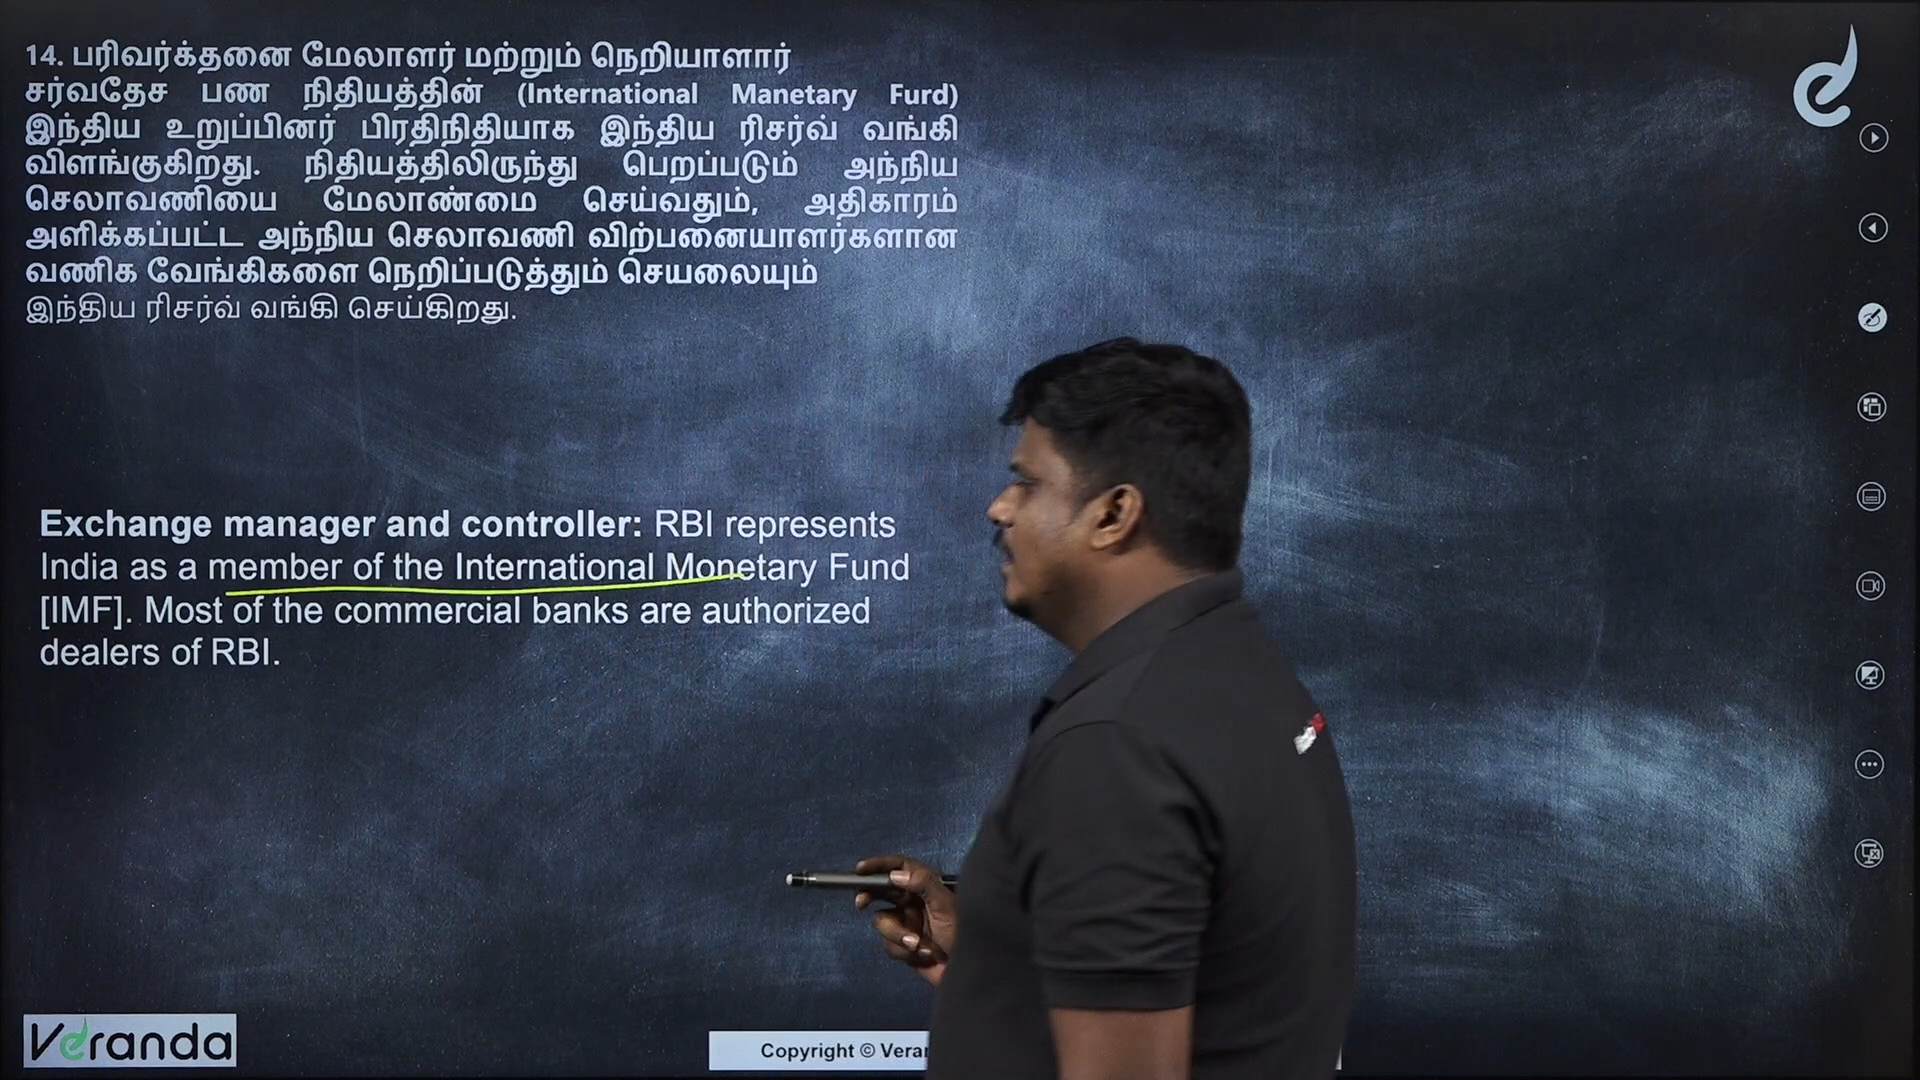 14. பரிவர்க்தனை மேலாளர் மற்றும் நெறியாளார்
சர்வதேச பண நிதியத்தின் (International Manetary Furd)
இந்திய உறுப்பினர் பிரதிநிதியாக இந்திய ரிசர்வ் வங்கி
விளங்குகிறது. நிதியத்திலிருந்து பெறப்படும் அந்நிய
செலாவணியை மேலாண்மை செய்வதும், அதிகாரம்
அளிக்கப்பட்ட அந்நிய செலாவணி விற்பனையாளர்களான
வணிக வேங்கிகளை நெறிப்படுத்தும் செயலையும்
இந்திய ரிசர்வ் வங்கி செய்கிறது.
Exchange manager and controller: RBI represents
India as a member of the International Monetary Fund
[IMF]. Most of the commercial banks are authorized
dealers of RBI.
Veranda
Copyright ©